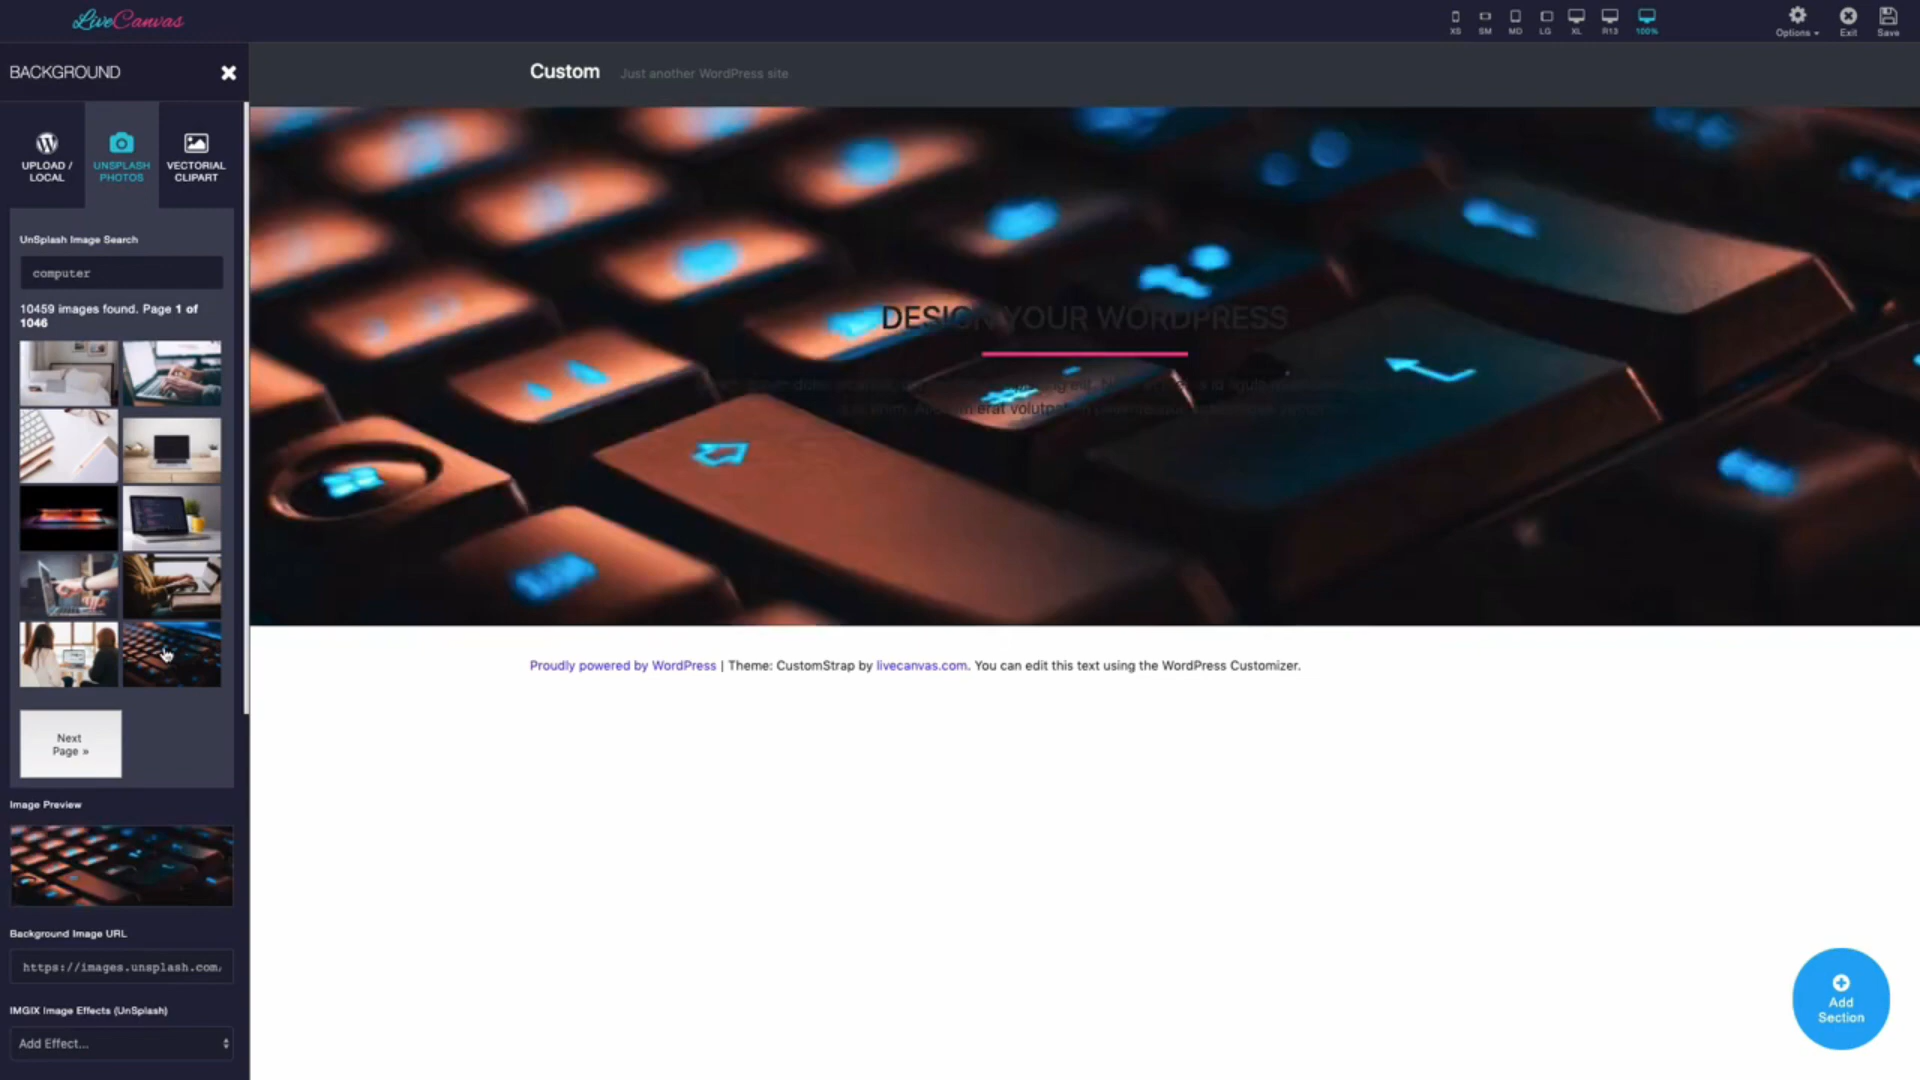 LiveCanvas
XS
SM
MD
LG
XL
R13
100%
Options
Exit
Save
BACKGROUND
Custom
Just another WordPress site
UPLOAD /
LOCAL
UNSPLASH
PHOTOS
VECTORIAL
CLIPART
UnSplash Image Search
computer
10459 images found. Page 1 of
1046
DESIGN YOUR WORDPRESS
erat
Proudly powered by WordPress | Theme: CustomStrap by livecanvas.com. You can edit this text using the WordPress Customizer.
Next
Page »
Image Preview
Background Image URL
https://images.unsplash.com/
IMGIX Image Effects (UnSplash)
Add Effect...
Add
Section